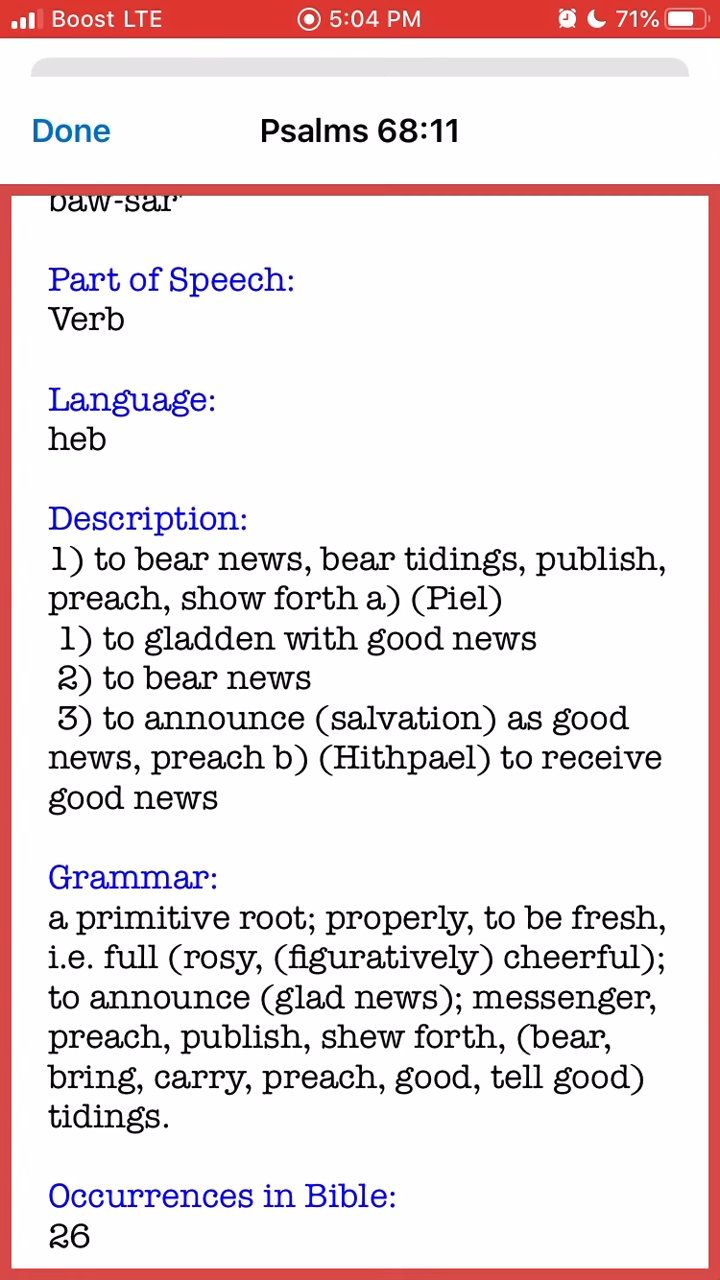 Boost LTE 5:04 PM 71%
Done Psalms 68:11
baw-sar'
Part of Speech:
Verb
Language:
heb
Description:
1) to bear news, bear tidings, publish,
preach, show forth a) (Piel)
1) to gladden with good news
2) to bear news
3) to announce (salvation) as good
news, preach b) (Hithpael) to receive
good news
Grammar:
a primitive root; properly, to be fresh,
i.e. full (rosy, (figuratively) cheerful);
to announce (glad news); messenger,
preach, publish, shew forth, (bear,
bring, carry, preach, good, tell good)
tidings.
Occurrences in Bible:
26